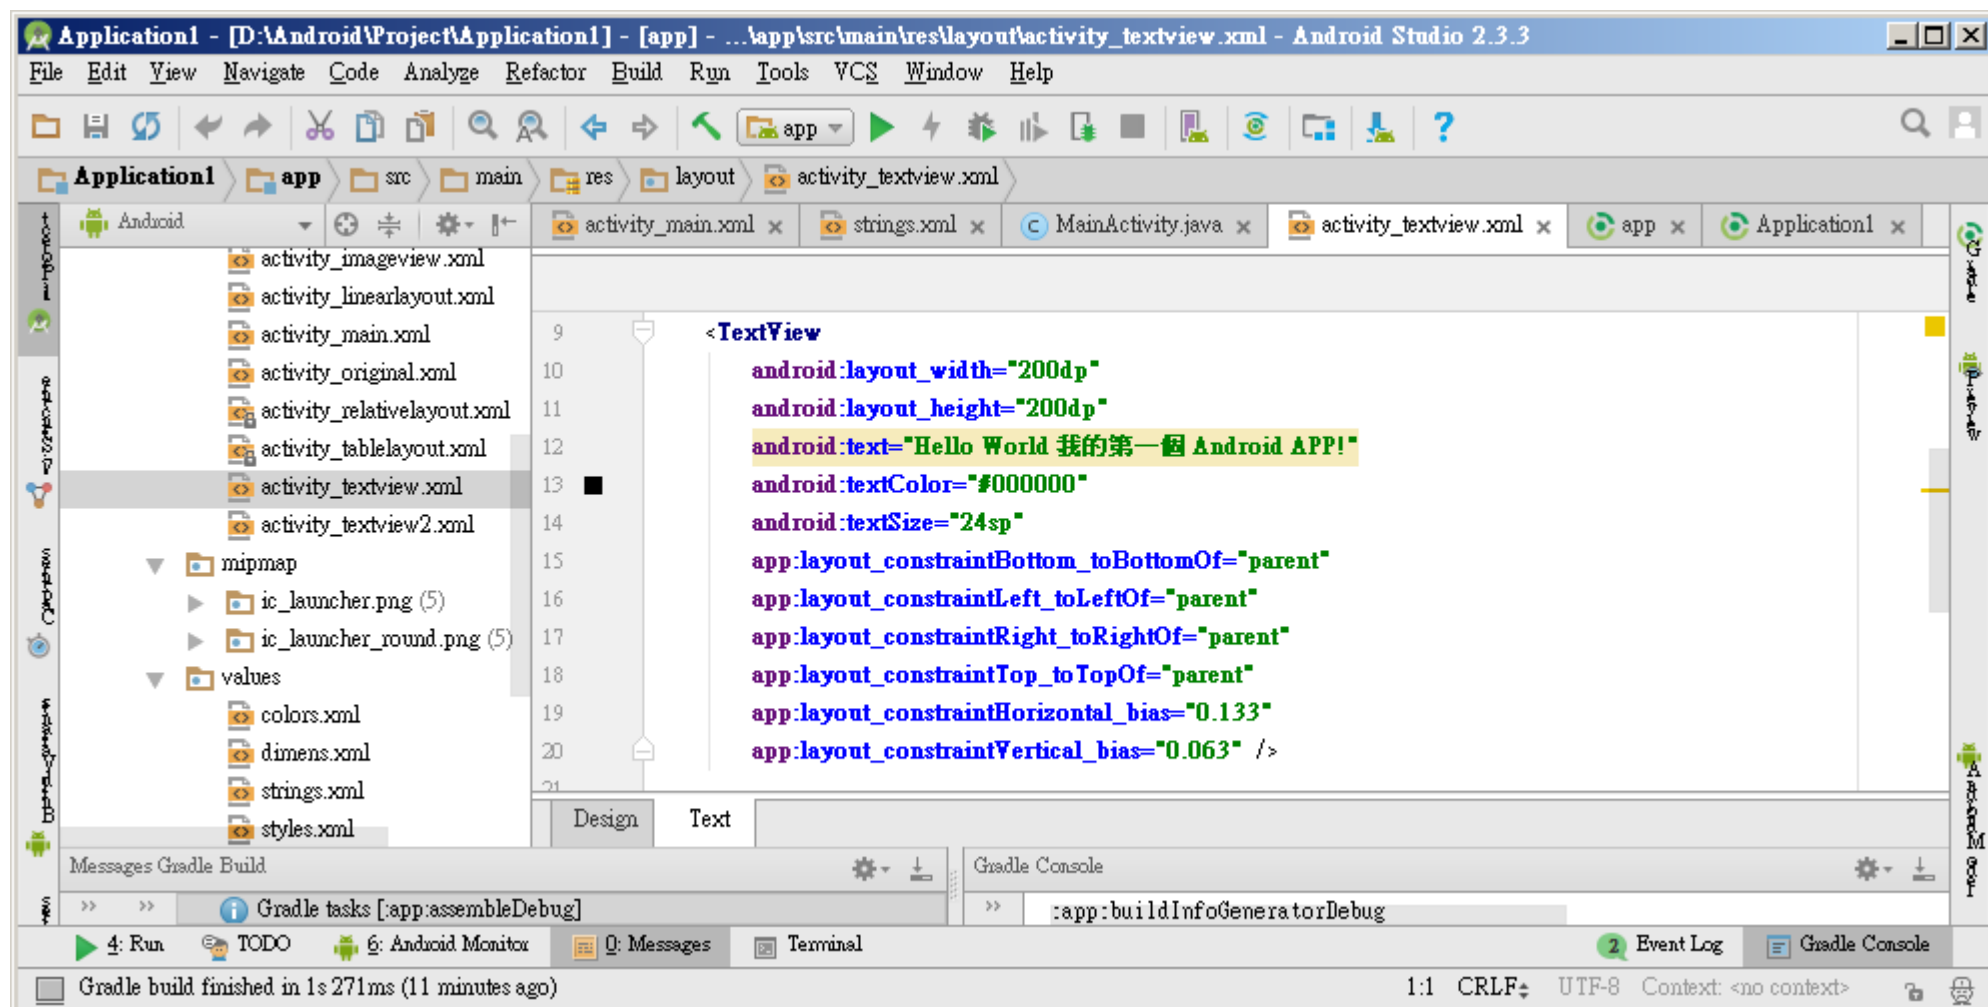 Application1 - [D:\Android\Project\Application1] - [app] - ...\app\src\main\res\layout\activity_textview.xml - Android Studio 2.3.3
File Edit View Navigate Code Analyze Refactor Build Run Tools VCS Window Help
app
Application1 app src main res layout activity_textview.xml
Android
activity_main.xml strings.xml MainActivity.java activity_textview.xml app Application1
activity_imageview.xml
activity_linearlayout.xml
activity_main.xml
activity_original.xml
activity_relativelayout.xml
activity_tablelayout.xml
activity_textview.xml
activity_textview2.xml
mipmap
ic_launcher.png (5)
ic_launcher_round.png (5)
values
colors.xml
dimens.xml
strings.xml
styles.xml
9 <TextView
10 android:layout_width="200dp"
11 android:layout_height="200dp"
12 android:text="Hello World 我的第一個 Android APP!"
13 android:textColor="#000000"
14 android:textSize="24sp"
15 app:layout_constraintBottom_toBottomOf="parent"
16 app:layout_constraintLeft_toLeftOf="parent"
17 app:layout_constraintRight_toRightOf="parent"
18 app:layout_constraintTop_toTopOf="parent"
19 app:layout_constraintHorizontal_bias="0.133"
20 app:layout_constraintVertical_bias="0.063" />
21
Design Text
Messages Gradle Build
Gradle Console
Gradle tasks [:app:assembleDebug]
:app:buildInfoGeneratorDebug
4: Run TODO 6: Android Monitor 0: Messages Terminal 2 Event Log Gradle Console
Gradle build finished in 1s 271ms (11 minutes ago) 1:1 CRLF UTF-8 Context: <no context>